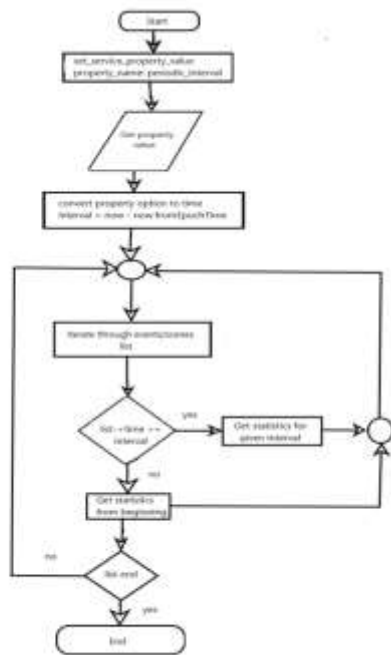 Start
set_service_property_value
property_name: periodic_interval
Get property
value
convert property option to time
Interval = now - now.fromEpochTime
Iterate through events/scenes
list
interval
yes
Get statistics for
given interval
no
Get statistics
from beginning
no
list end
yes
End